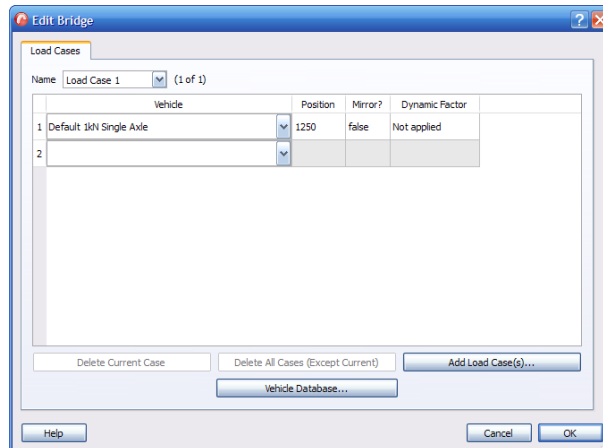 Edit Bridge
Load Cases
Name Load Case 1 (1 of 1)
Vehicle Position Mirror? Dynamic Factor
1 Default 1kN Single Axle 1250 false Not applied
2
Delete Current Case Delete All Cases (Except Current) Add Load Case(s)...
Vehicle Database...
Help Cancel OK